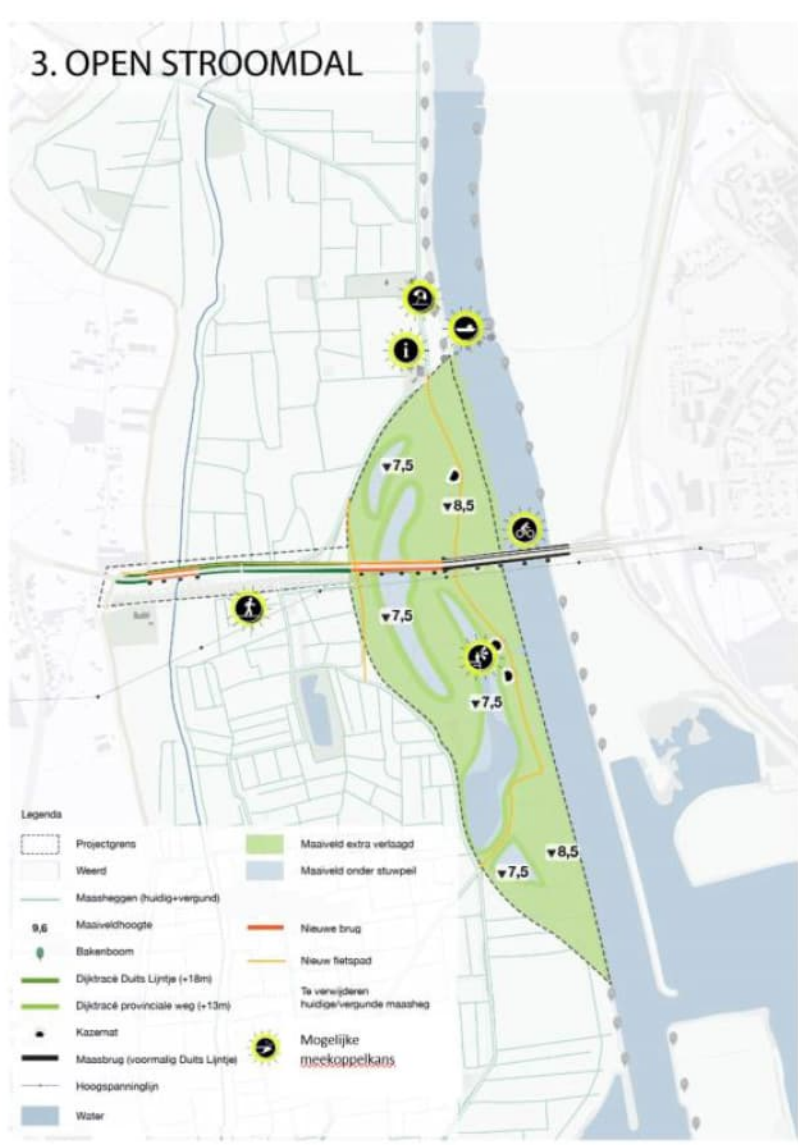 3. OPEN STROOMDAL
▼7,5
▼8,5
▼7,5
▼7,5
▼8,5
▼7,5
Legenda
Projectgrens
Weerd
Maasheggen (huidig+vergund)
9,6 Maaiveldhoogte
Bakenboom
Dijktracé Duits Lijntje (+18m)
Dijktracé provinciale weg (+13m)
Kazemat
Maasbrug (voormalig Duits Lijntje)
Hoogspanninglijn
Water
Maaiveld extra verlaagd
Maaiveld onder stuwpeil
Nieuwe brug
Nieuw fietspad
Te verwijderen
huidige/vergunde maasheg
Mogelijke
meekoppelkans